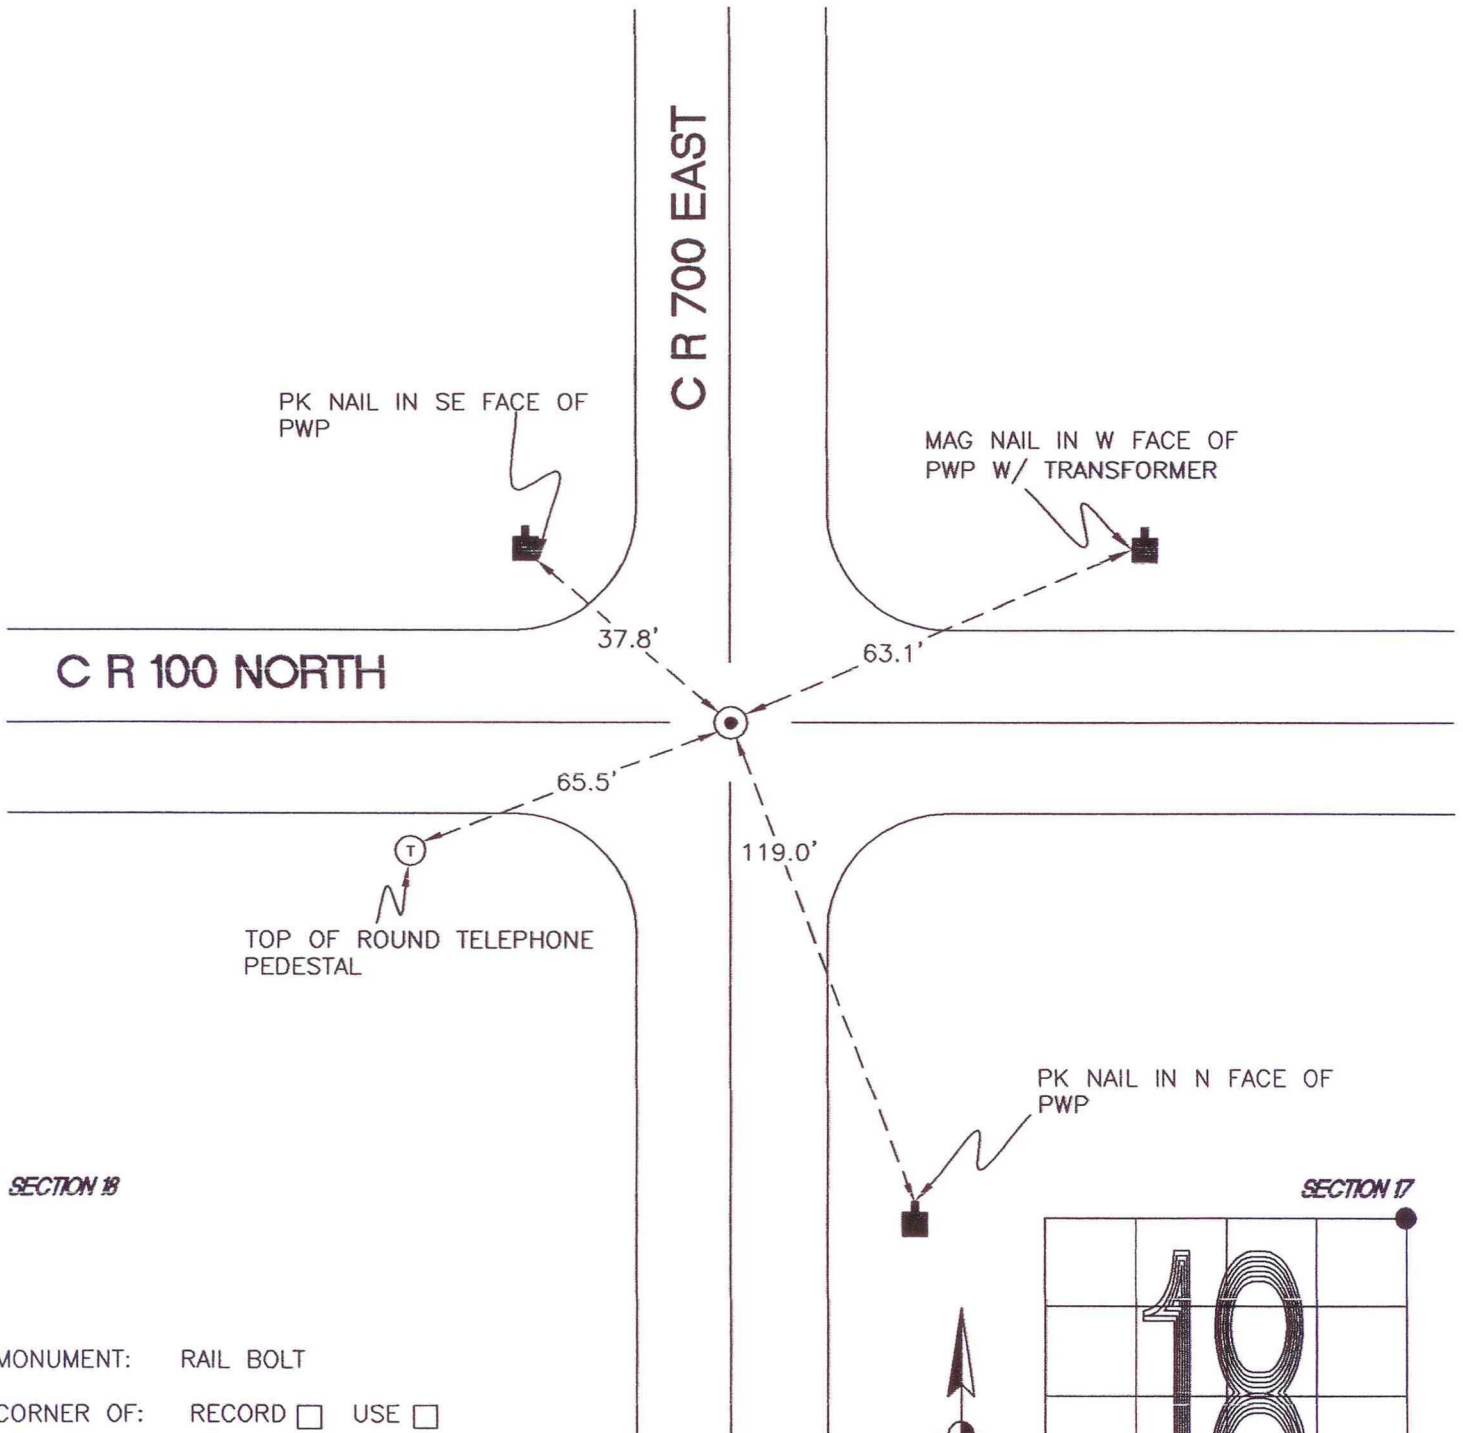 C R 700 EAST
PK NAIL IN SE FACE OF
PWP
MAG NAIL IN W FACE OF
PWP W/ TRANSFORMER
37.8'
63.1'
C R 100 NORTH
65.5'
119.0'
T
TOP OF ROUND TELEPHONE
PEDESTAL
PK NAIL IN N FACE OF
PWP
SECTION 18
SECTION 17
18
MONUMENT: RAIL BOLT
CORNER OF: RECORD □ USE □